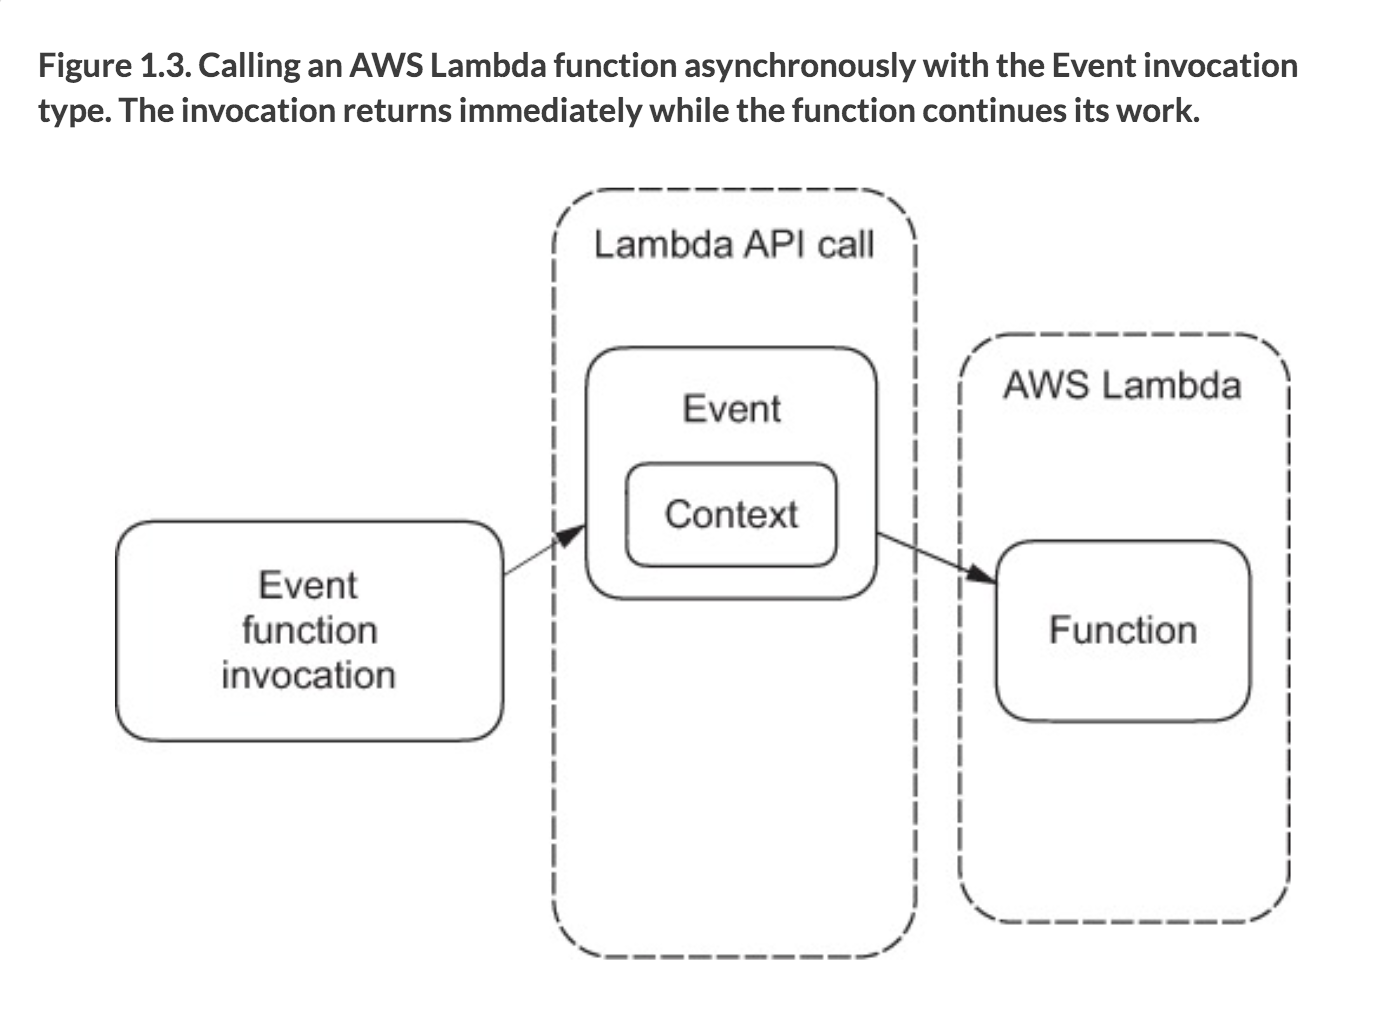 Figure 1.3. Calling an AWS Lambda function asynchronously with the Event invocation
type. The invocation returns immediately while the function continues its work.
Lambda API call
AWS Lambda
Event
Context
Event
function
invocation
Function